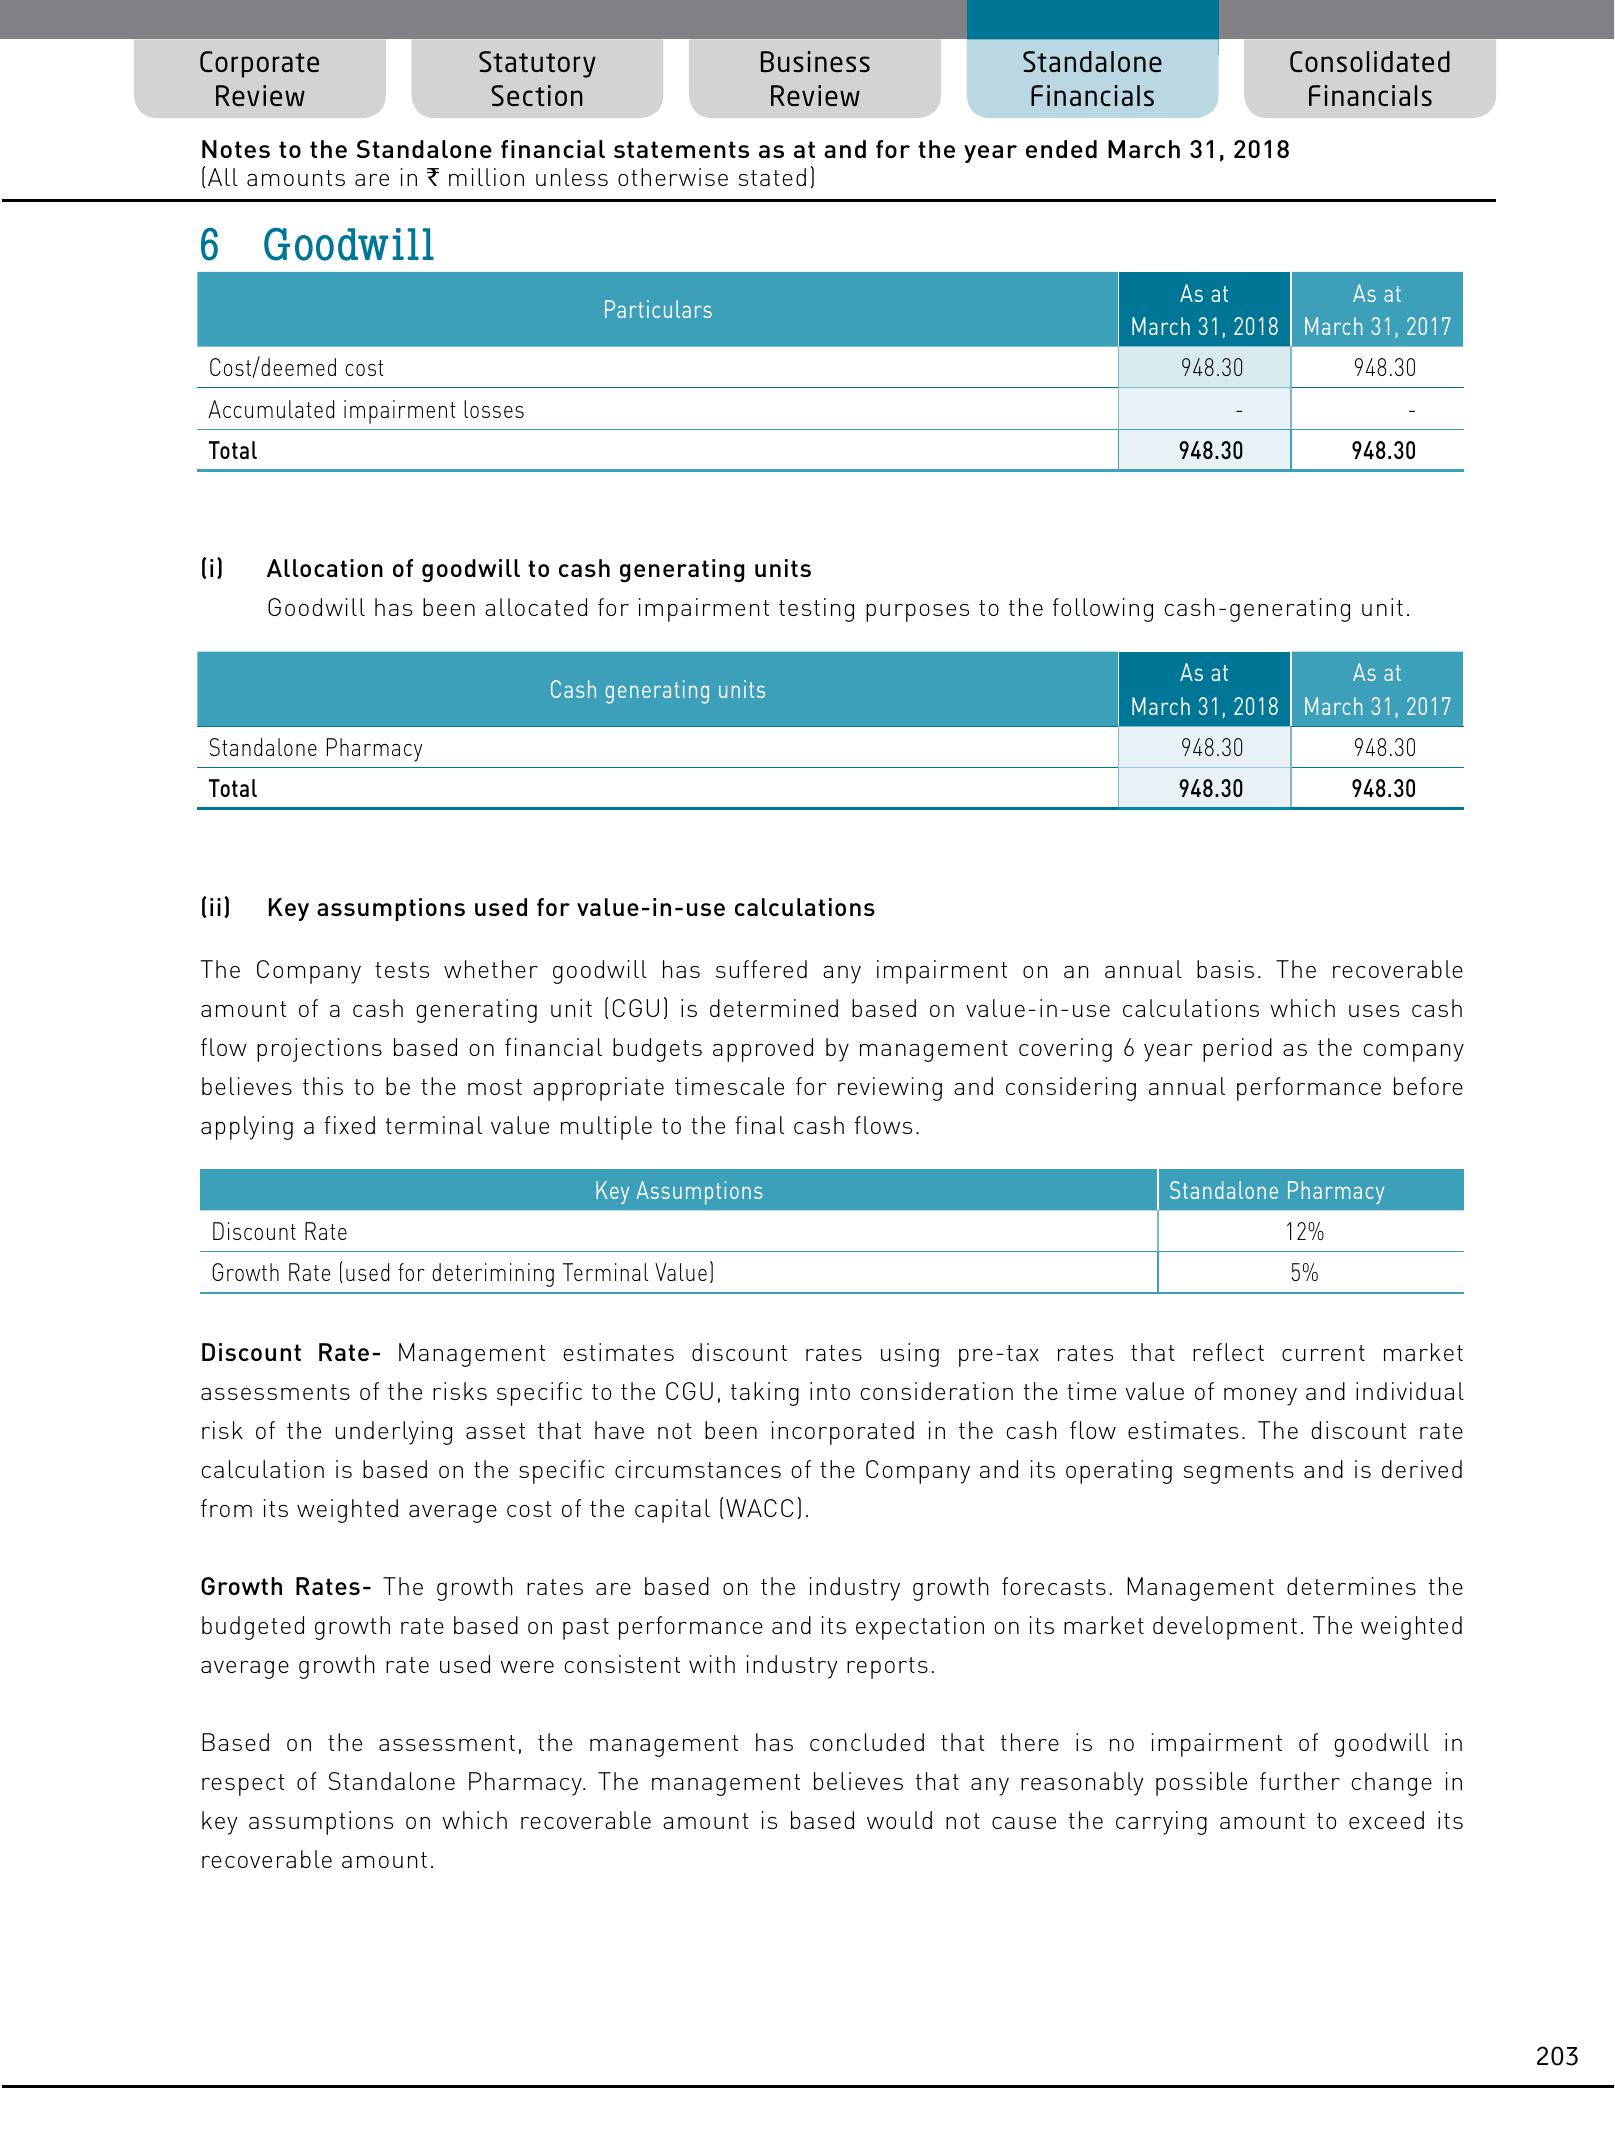 Corporate Review
Statutory Section
Business Review
Standalone Financials
Consolidated Financials
Notes to the Standalone financial statements as at and for the year ended March 31, 2018
(All amounts are in ₹ million unless otherwise stated)
6 Goodwill
Particulars As at March 31, 2018 As at March 31, 2017
Cost/deemed cost 948.30 948.30
Accumulated impairment losses - -
Total 948.30 948.30
(i) Allocation of goodwill to cash generating units
Goodwill has been allocated for impairment testing purposes to the following cash-generating unit.
Cash generating units As at March 31, 2018 As at March 31, 2017
Standalone Pharmacy 948.30 948.30
Total 948.30 948.30
(ii) Key assumptions used for value-in-use calculations
The Company tests whether goodwill has suffered any impairment on an annual basis. The recoverable
amount of a cash generating unit (CGU) is determined based on value-in-use calculations which uses cash
flow projections based on financial budgets approved by management covering 6 year period as the company
believes this to be the most appropriate timescale for reviewing and considering annual performance before
applying a fixed terminal value multiple to the final cash flows.
Key Assumptions Standalone Pharmacy
Discount Rate 12%
Growth Rate (used for deterimining Terminal Value) 5%
Discount Rate- Management estimates discount rates using pre-tax rates that reflect current market
assessments of the risks specific to the CGU, taking into consideration the time value of money and individual
risk of the underlying asset that have not been incorporated in the cash flow estimates. The discount rate
calculation is based on the specific circumstances of the Company and its operating segments and is derived
from its weighted average cost of the capital (WACC).
Growth Rates- The growth rates are based on the industry growth forecasts. Management determines the
budgeted growth rate based on past performance and its expectation on its market development. The weighted
average growth rate used were consistent with industry reports.
Based on the assessment, the management has concluded that there is no impairment of goodwill in
respect of Standalone Pharmacy. The management believes that any reasonably possible further change in
key assumptions on which recoverable amount is based would not cause the carrying amount to exceed its
recoverable amount.
203